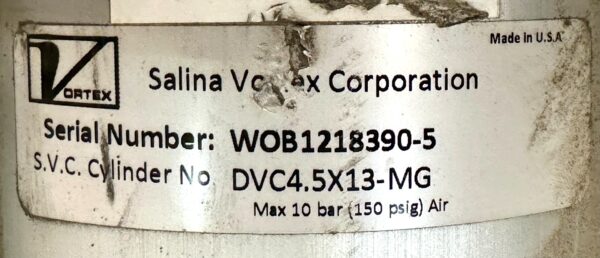 Made in U.S.A
VORTEX
Salina Vortex Corporation
Serial Number: WOB1218390-5
S.V.C. Cylinder No DVC4.5X13-MG
Max 10 bar (150 psig) Air